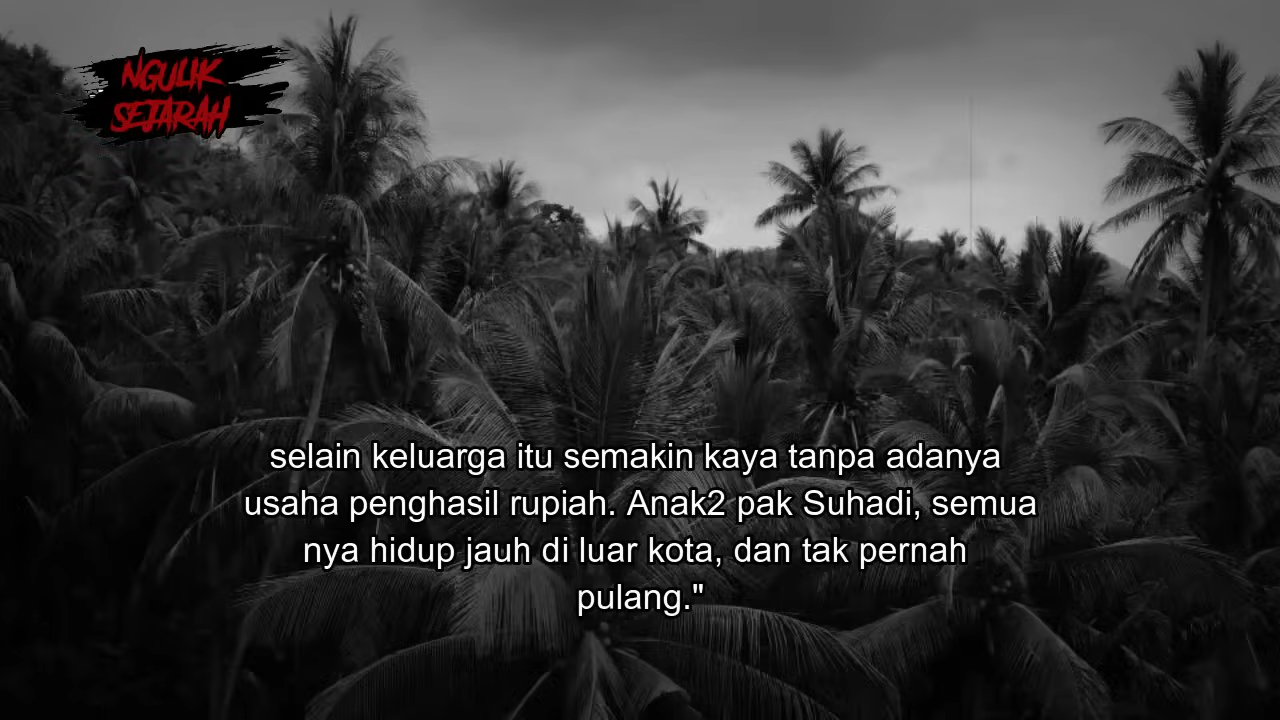 NGULIK
SEJARAH
selain keluarga itu semakin kaya tanpa adanya
usaha penghasil rupiah. Anak2 pak Suhadi, semua
nya hidup jauh di luar kota, dan tak pernah
pulang."